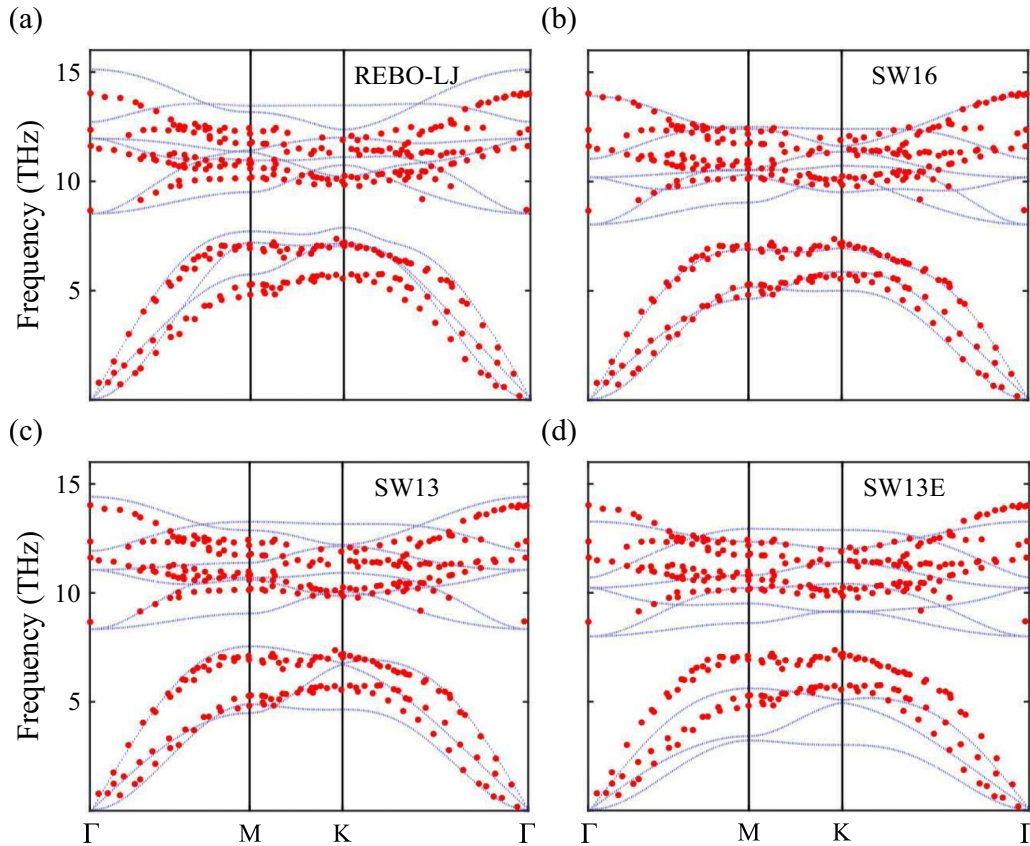 (a)
(b)
REBO-LJ
SW16
15
10
5
Frequency (THz)
(c)
(d)
SW13
SW13E
15
10
5
Frequency (THz)
Γ M K Γ
Γ M K Γ